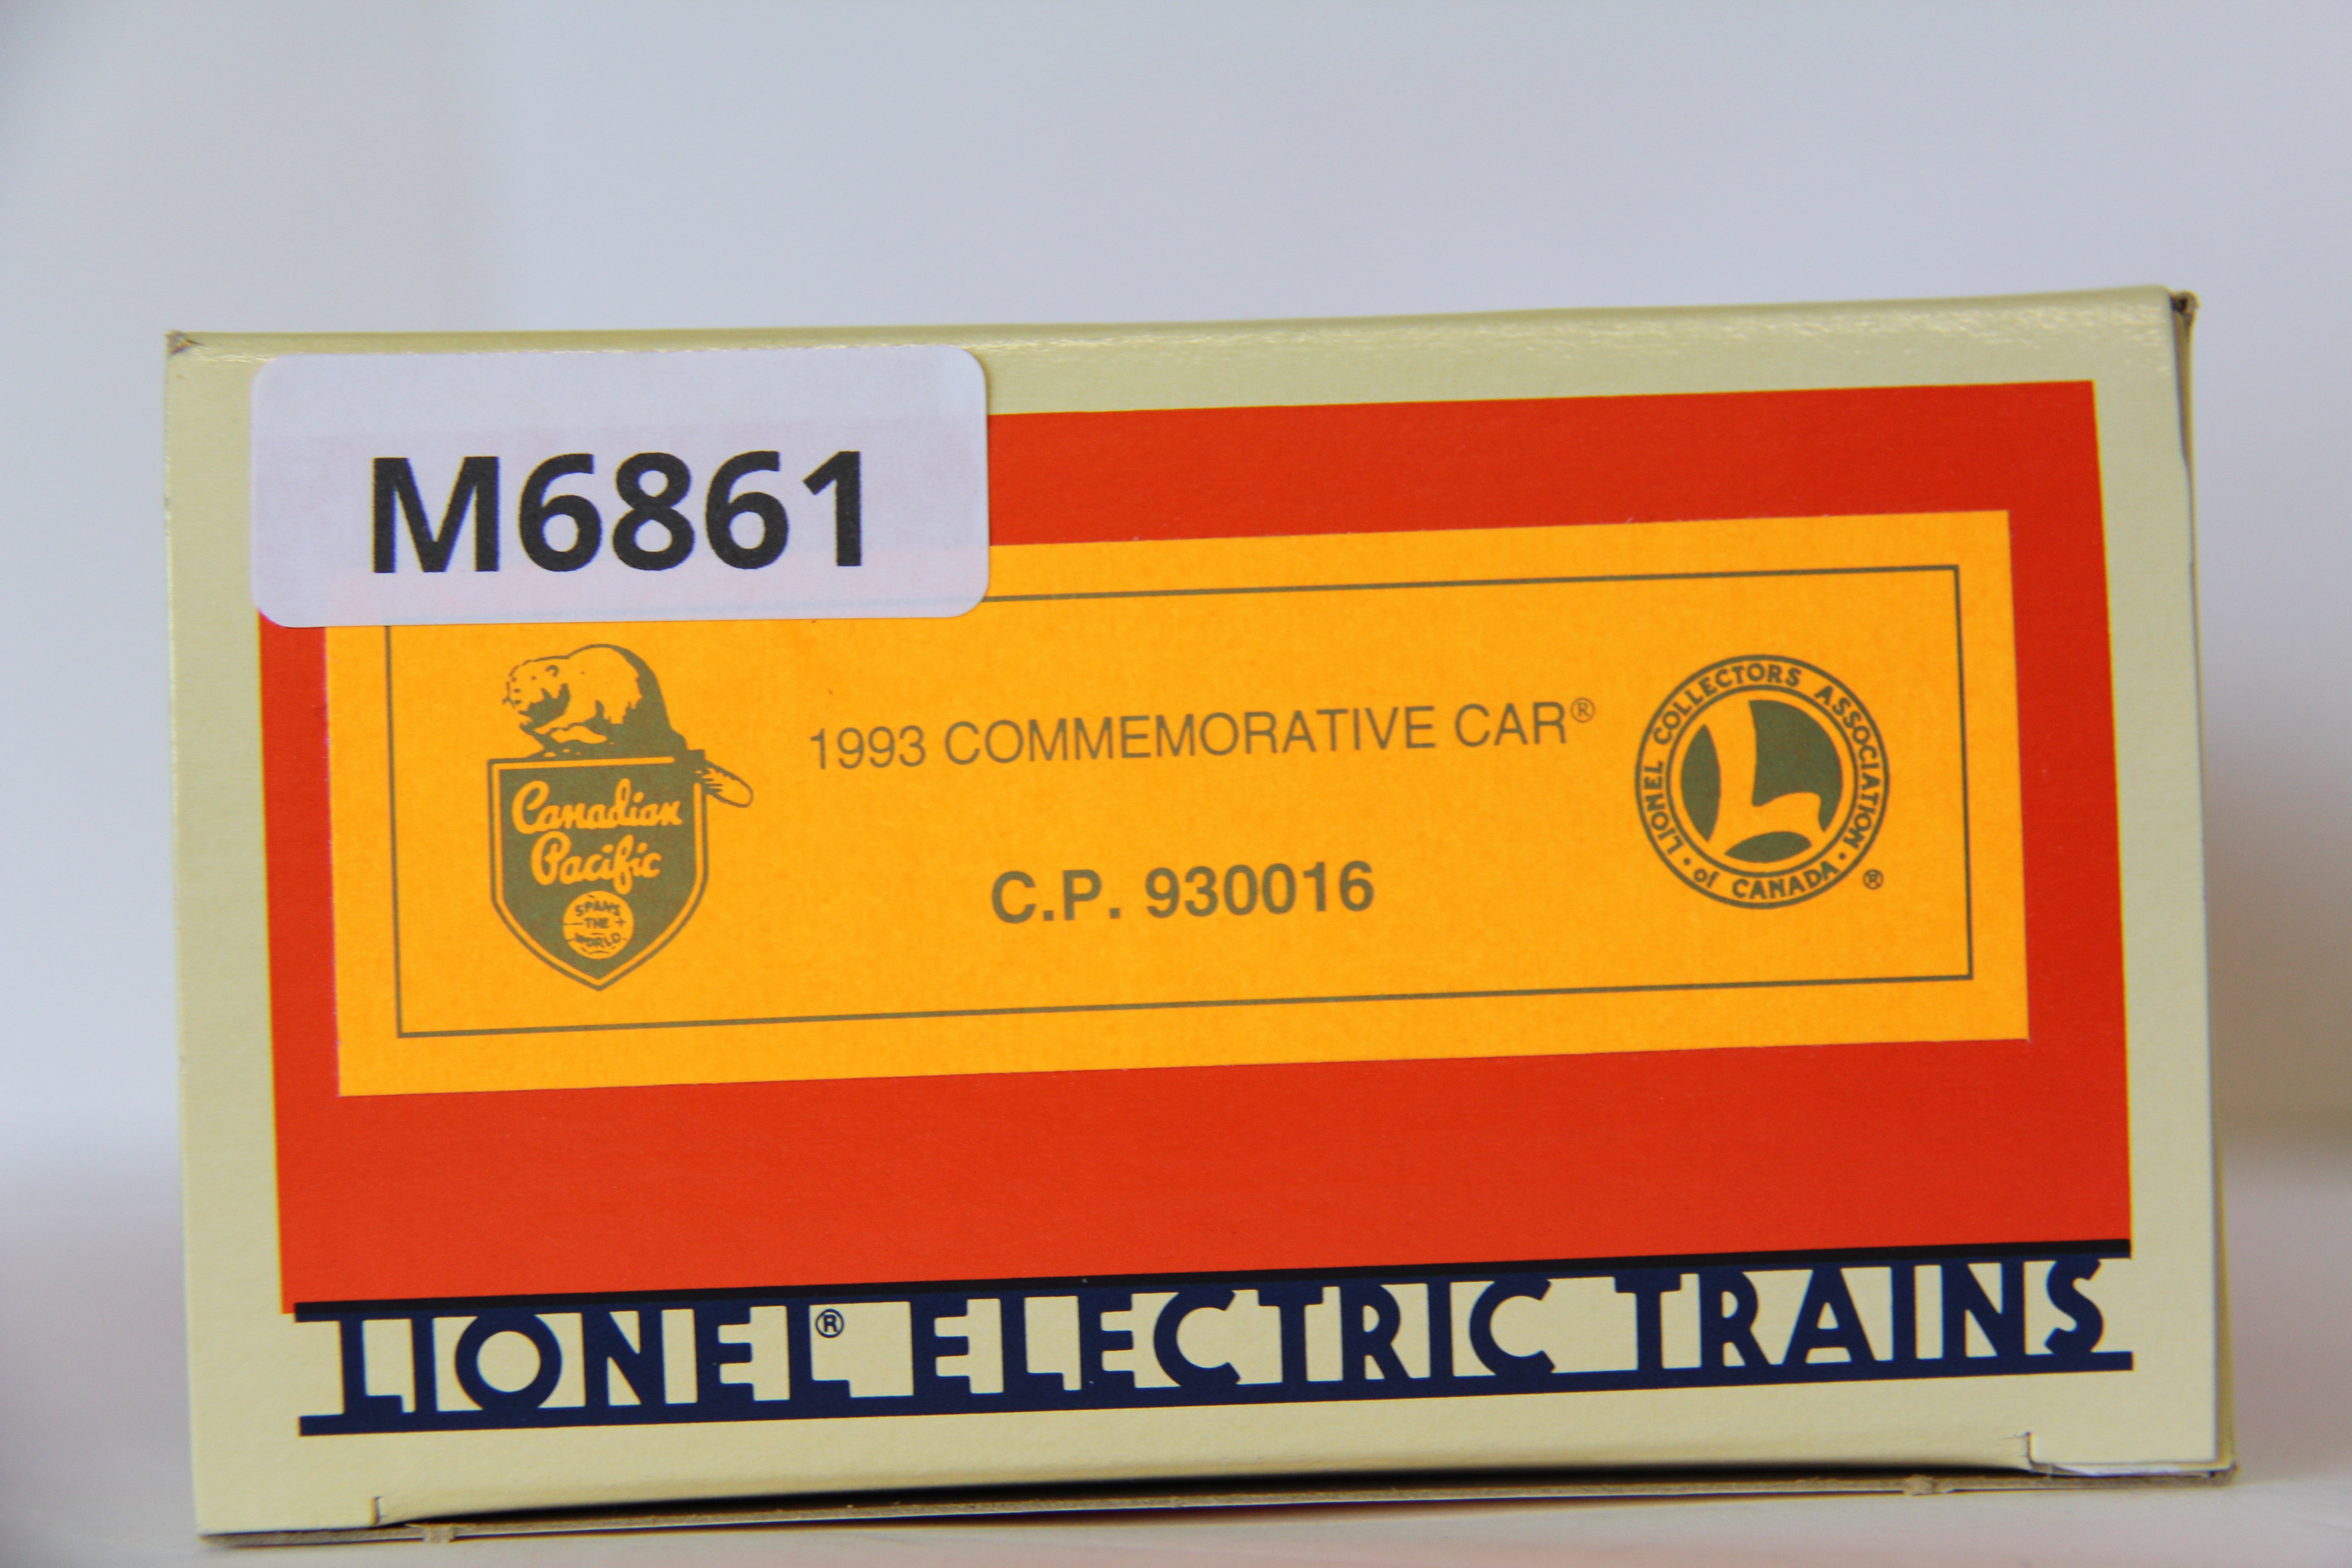 M6861
1993 COMMEMORATIVE CAR®
Canadian
Pacific
SPANS
THE
WORLD
C.P. 930016
LIONEL COLLECTORS ASSOCIATION
• of CANADA •
®
LIONEL® ELECTRIC TRAINS